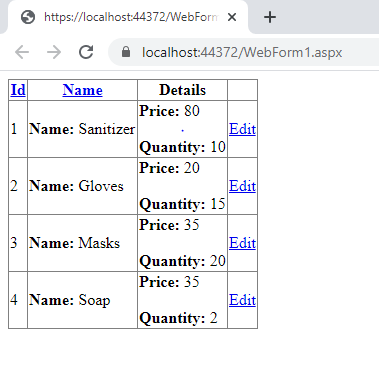 https://localhost:44372/WebForm
localhost:44372/WebForm1.aspx
Id Name Details
1 Name: Sanitizer Price: 80 Quantity: 10 Edit
2 Name: Gloves Price: 20 Quantity: 15 Edit
3 Name: Masks Price: 35 Quantity: 20 Edit
4 Name: Soap Price: 35 Quantity: 2 Edit